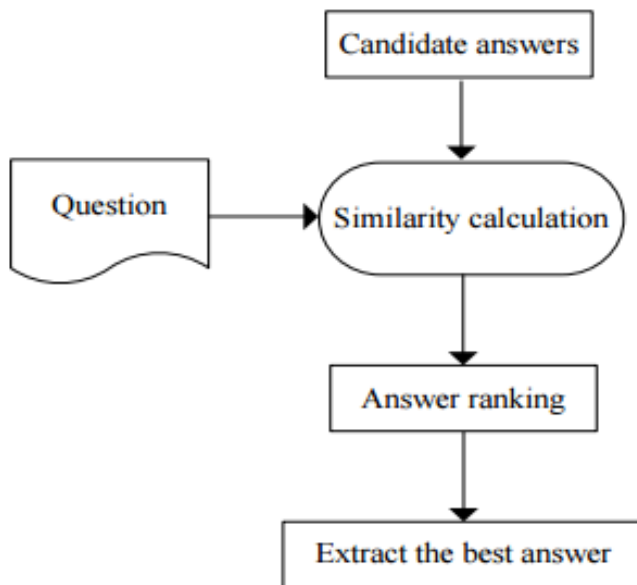 Candidate answers
Question
Similarity calculation
Answer ranking
Extract the best answer